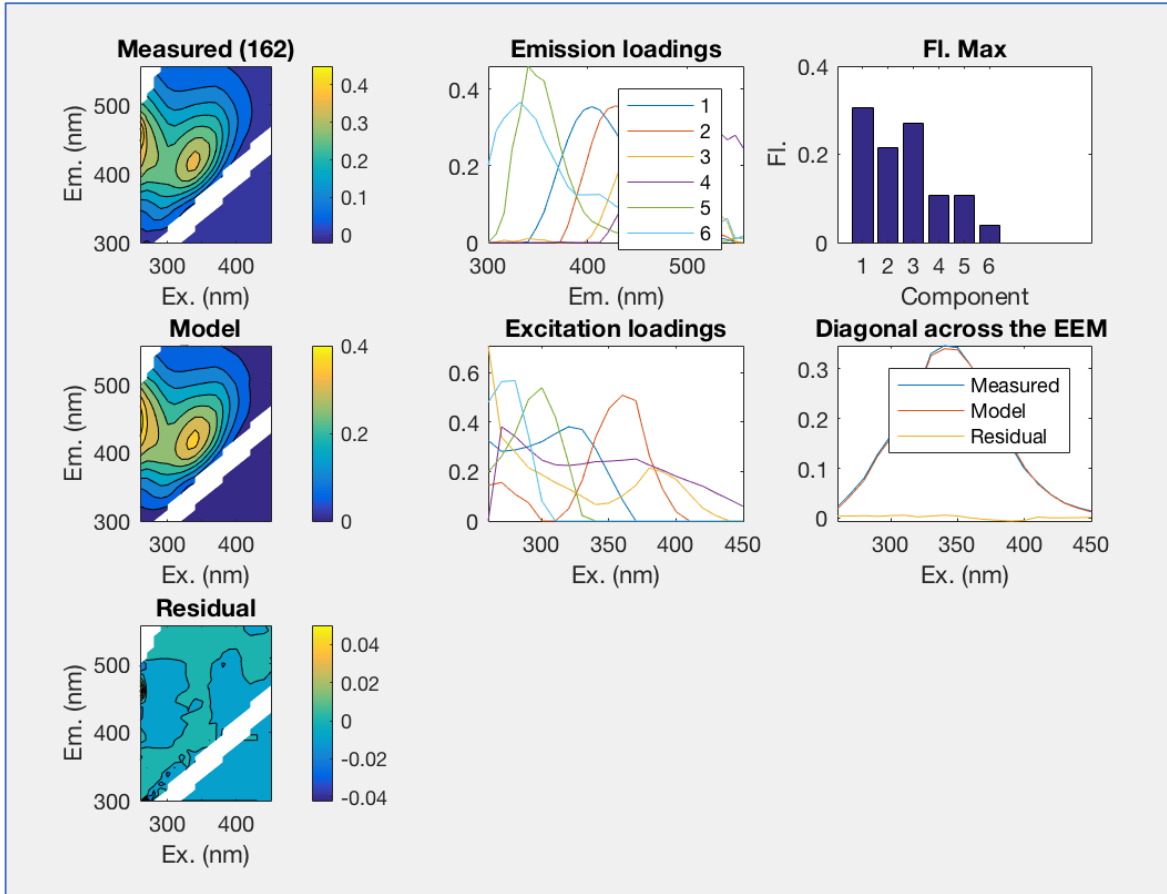 Measured (162)
Em. (nm)
500
400
300
300 400
Ex. (nm)
0.4
0.3
0.2
0.1
0
Emission loadings
0.4
0.2
0
300 400 500
Em. (nm)
1
2
3
4
5
6
Fl. Max
Fl.
0.4
0.2
0
1 2 3 4 5 6
Component
Model
Em. (nm)
500
400
300
300 400
Ex. (nm)
0.4
0.2
0
Excitation loadings
0.6
0.4
0.2
0
300 350 400 450
Ex. (nm)
Diagonal across the EEM
0.3
0.2
0.1
0
300 350 400 450
Ex. (nm)
Measured
Model
Residual
Residual
Em. (nm)
500
400
300
300 400
Ex. (nm)
0.04
0.02
0
-0.02
-0.04